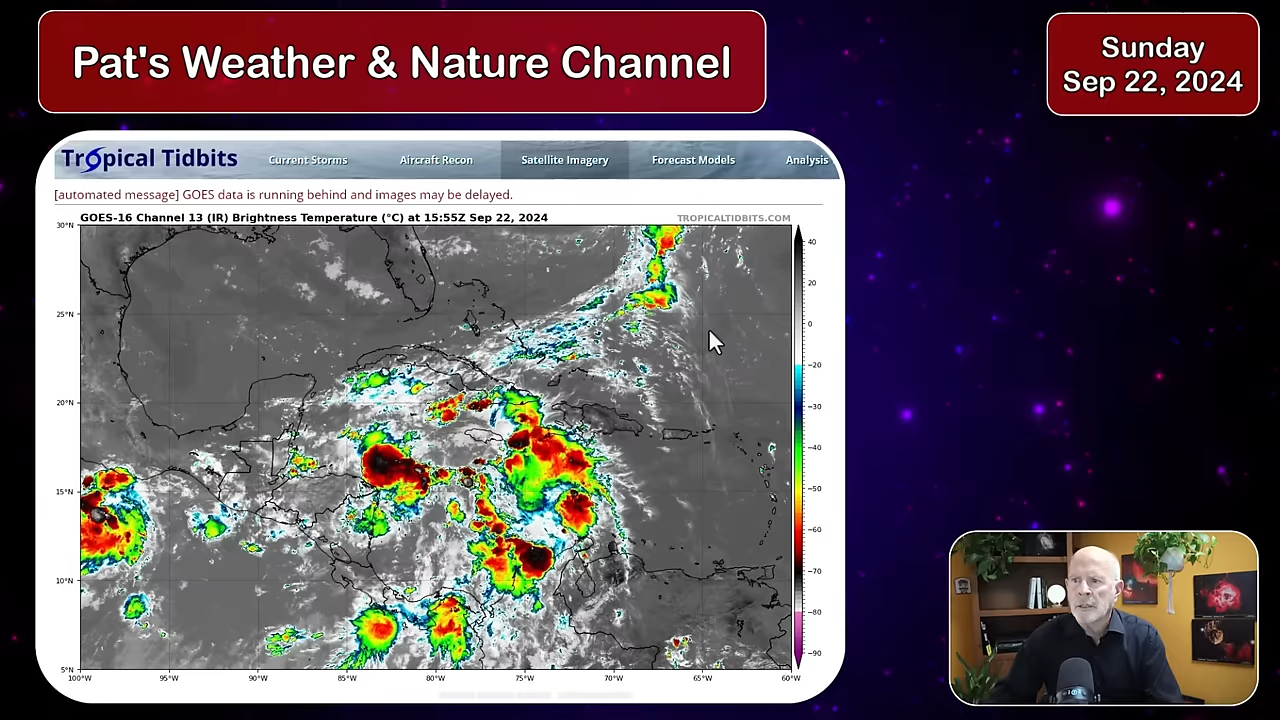 Pat's Weather & Nature Channel
Sunday
Sep 22, 2024
Tropical Tidbits
Current Storms
Aircraft Recon
Satellite Imagery
Forecast Models
Analysis
[automated message] GOES data is running behind and images may be delayed.
GOES-16 Channel 13 (IR) Brightness Temperature (°C) at 15:55Z Sep 22, 2024
TROPICALTIDBITS.COM
30°N
25°N
20°N
15°N
10°N
5°N
100°W
95°W
90°W
85°W
80°W
75°W
70°W
65°W
60°W
40
20
0
−20
−30
−40
−50
−60
−70
−80
−90